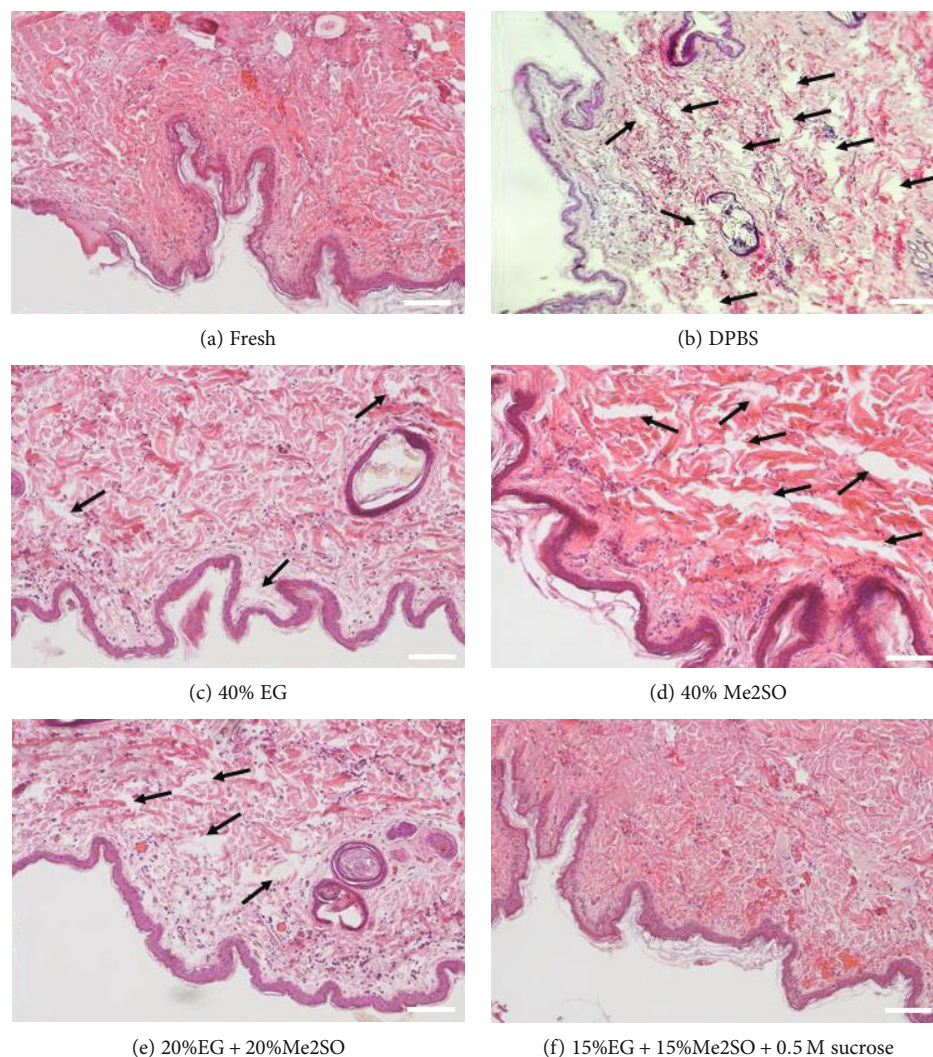 (a) Fresh
(b) DPBS
(c) 40% EG
(d) 40% Me2SO
(e) 20%EG + 20%Me2SO
(f) 15%EG + 15%Me2SO + 0.5 M sucrose